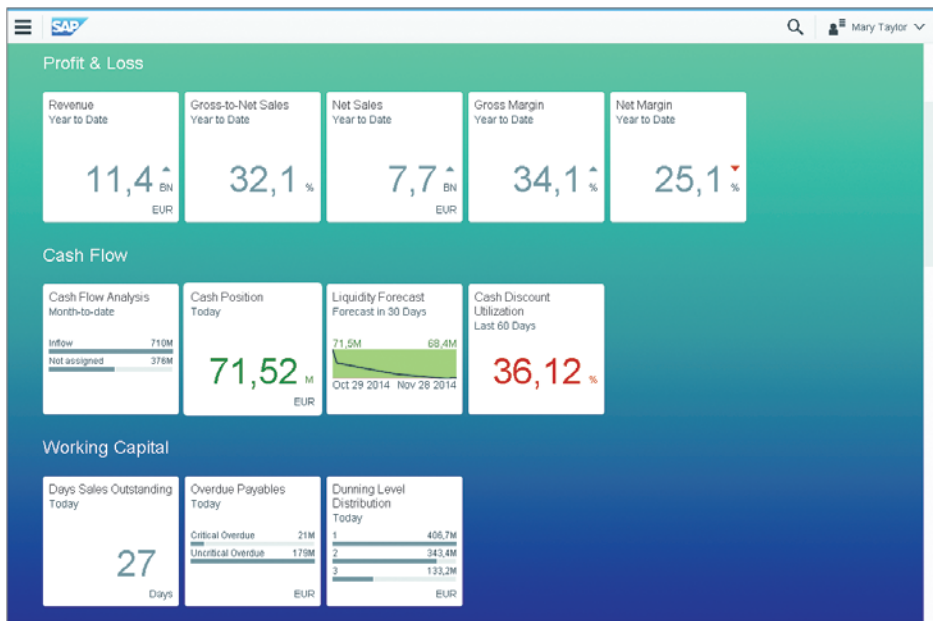 SAP
Mary Taylor
Profit & Loss
Revenue
Year to Date
11,4 BN
EUR
Gross-to-Net Sales
Year to Date
32,1 %
Net Sales
Year to Date
7,7 BN
EUR
Gross Margin
Year to Date
34,1 %
Net Margin
Year to Date
25,1 %
Cash Flow
Cash Flow Analysis
Month-to-date
Inflow 710M
Not assigned 376M
Cash Position
Today
71,52 M
EUR
Liquidity Forecast
Forecast in 30 Days
71,5M 68,4M
Oct 29 2014 Nov 28 2014
Cash Discount
Utilization
Last 60 Days
36,12 %
Working Capital
Days Sales Outstanding
Today
27
Days
Overdue Payables
Today
Critical Overdue 21M
Uncritical Overdue 179M
EUR
Dunning Level
Distribution
Today
1 406,7M
2 343,4M
3 133,2M
EUR